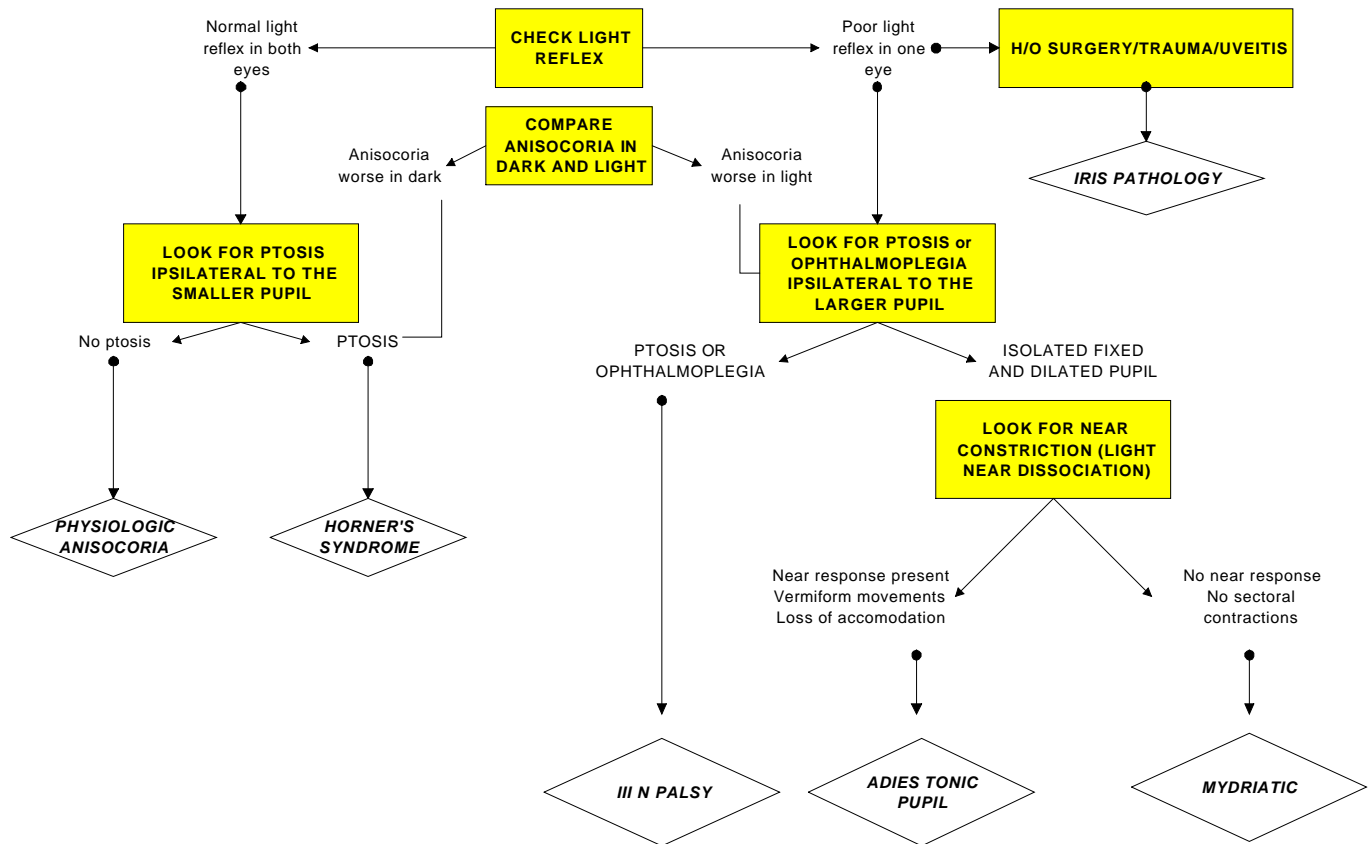 Normal light
reflex in both
eyes
CHECK LIGHT
REFLEX
Poor light
reflex in one
eye
H/O SURGERY/TRAUMA/UVEITIS
COMPARE
ANISOCORIA IN
DARK AND LIGHT
Anisocoria
worse in dark
Anisocoria
worse in light
IRIS PATHOLOGY
LOOK FOR PTOSIS
IPSILATERAL TO THE
SMALLER PUPIL
LOOK FOR PTOSIS or
OPHTHALMOPLEGIA
IPSILATERAL TO THE
LARGER PUPIL
No ptosis
PTOSIS
PTOSIS OR
OPHTHALMOPLEGIA
ISOLATED FIXED
AND DILATED PUPIL
LOOK FOR NEAR
CONSTRICTION (LIGHT
NEAR DISSOCIATION)
PHYSIOLOGIC
ANISOCORIA
HORNER'S
SYNDROME
Near response present
Vermiform movements
Loss of accomodation
No near response
No sectoral
contractions
III N PALSY
ADIES TONIC
PUPIL
MYDRIATIC